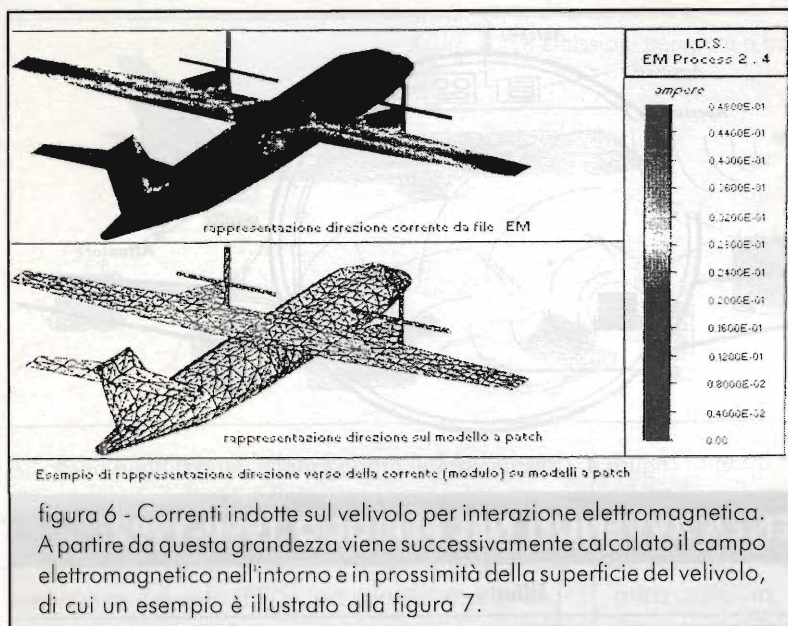 I.D.S.
EM Process 2.4
ampere
0.4800E-01
0.4400E-01
0.4000E-01
0.3600E-01
0.3200E-01
0.2800E-01
0.2400E-01
0.2000E-01
0.1600E-01
0.1200E-01
0.8000E-02
0.4000E-02
0.00
rappresentazione direzione corrente da file EM
rappresentazione direzione sul modello a patch
Esempio di rappresentazione direzione verso della corrente (modulo) su modelli a patch
figura 6 - Correnti indotte sul velivolo per interazione elettromagnetica.
A partire da questa grandezza viene successivamente calcolato il campo
elettromagnetico nell'intorno e in prossimità della superficie del velivolo,
di cui un esempio è illustrato alla figura 7.